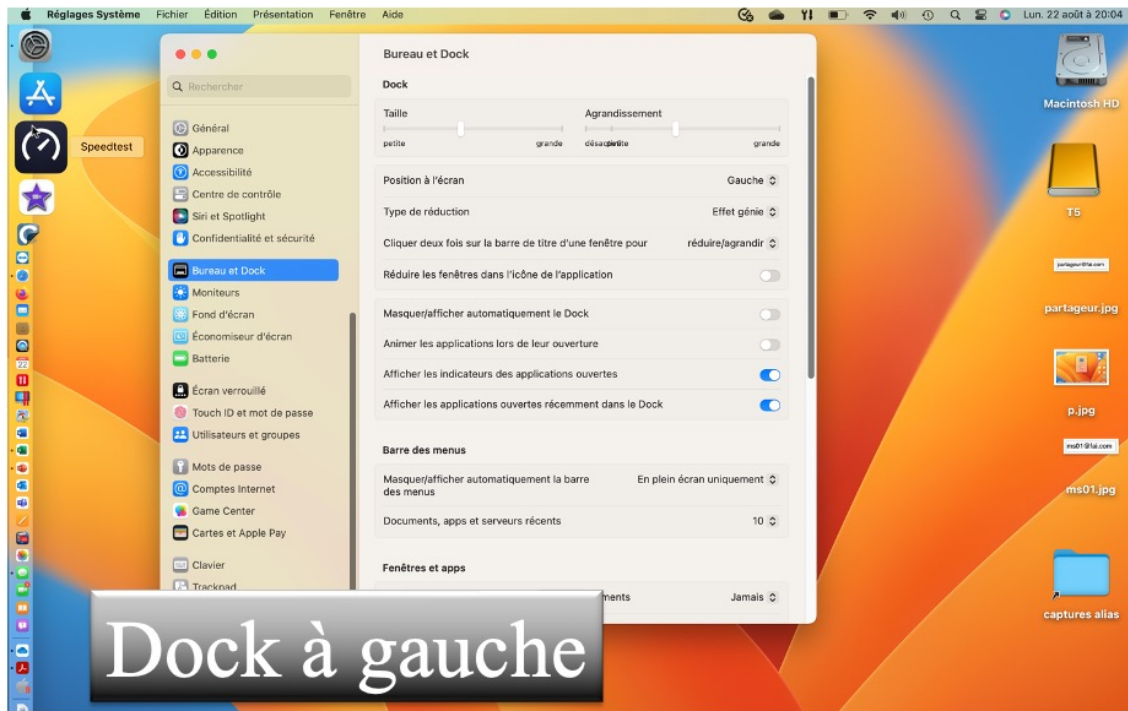 Réglages Système Fichier Édition Présentation Fenêtre Aide
Lun. 22 août à 20:04
Speedtest
Rechercher
Général
Apparence
Accessibilité
Centre de contrôle
Siri et Spotlight
Confidentialité et sécurité
Bureau et Dock
Moniteurs
Fond d'écran
Économiseur d'écran
Batterie
Écran verrouillé
Touch ID et mot de passe
Utilisateurs et groupes
Mots de passe
Comptes Internet
Game Center
Cartes et Apple Pay
Clavier
Trackpad
Bureau et Dock
Dock
Taille Agrandissement
petite grande grande
Position à l'écran Gauche
Type de réduction Effet génie
Cliquer deux fois sur la barre de titre d'une fenêtre pour réduire/agrandir
Réduire les fenêtres dans l'icône de l'application
Masquer/afficher automatiquement le Dock
Animer les applications lors de leur ouverture
Afficher les indicateurs des applications ouvertes
Afficher les applications ouvertes récemment dans le Dock
Barre des menus
Masquer/afficher automatiquement la barre
des menus
En plein écran uniquement
Documents, apps et serveurs récents 10
Fenêtres et apps
Jamais
Macintosh HD
T5
partageur@fai.com
partageur.jpg
p.jpg
ms01@fai.com
ms01.jpg
captures alias
22
Dock à gauche